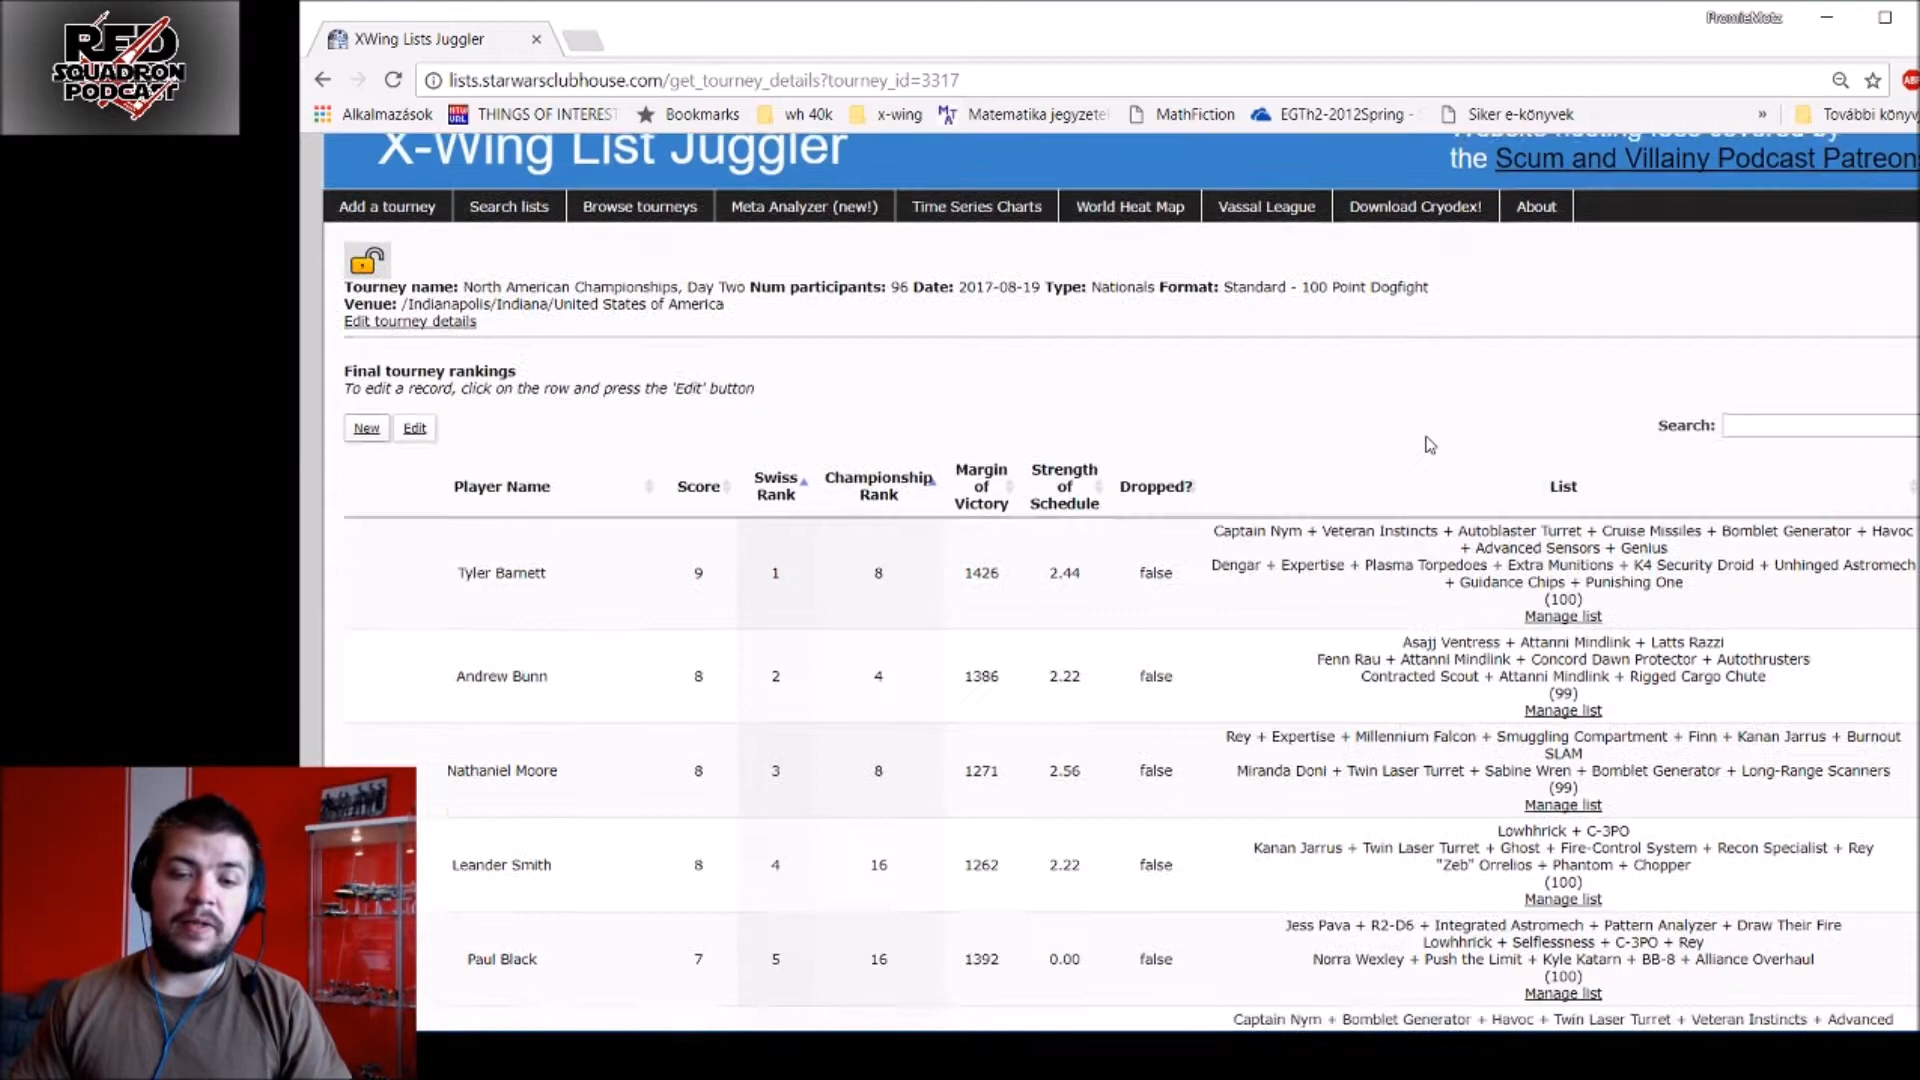 RED
SQUADRON
PODCAST
PromieMotz
XWing Lists Juggler
lists.starwarsclubhouse.com/get_tourney_details?tourney_id=3317
Alkalmazások THINGS OF INTEREST Bookmarks wh 40k x-wing Matematika jegyzete MathFiction EGTh2-2012Spring - Siker e-könyvek » További könyv
X-Wing List Juggler
Website hosting fees covered by
the Scum and Villainy Podcast Patreon
Add a tourney Search lists Browse tourneys Meta Analyzer (new!) Time Series Charts World Heat Map Vassal League Download Cryodex! About
Tourney name: North American Championships, Day Two Num participants: 96 Date: 2017-08-19 Type: Nationals Format: Standard - 100 Point Dogfight
Venue: /Indianapolis/Indiana/United States of America
Edit tourney details
Final tourney rankings
To edit a record, click on the row and press the 'Edit' button
New Edit Search:
Player Name Score Swiss Rank Championship Rank Margin of Victory Strength of Schedule Dropped? List
Captain Nym + Veteran Instincts + Autoblaster Turret + Cruise Missiles + Bomblet Generator + Havoc
+ Advanced Sensors + Genius
Dengar + Expertise + Plasma Torpedoes + Extra Munitions + K4 Security Droid + Unhinged Astromech
Tyler Barnett 9 1 8 1426 2.44 false
+ Guidance Chips + Punishing One
(100)
Manage list
Asajj Ventress + Attanni Mindlink + Latts Razzi
Fenn Rau + Attanni Mindlink + Concord Dawn Protector + Autothrusters
Andrew Bunn 8 2 4 1386 2.22 false Contracted Scout + Attanni Mindlink + Rigged Cargo Chute
(99)
Manage list
Rey + Expertise + Millennium Falcon + Smuggling Compartment + Finn + Kanan Jarrus + Burnout
SLAM
Nathaniel Moore 8 3 8 1271 2.56 false Miranda Doni + Twin Laser Turret + Sabine Wren + Bomblet Generator + Long-Range Scanners
(99)
Manage list
Lowhhrick + C-3PO
Kanan Jarrus + Twin Laser Turret + Ghost + Fire-Control System + Recon Specialist + Rey
Leander Smith 8 4 16 1262 2.22 false "Zeb" Orrelios + Phantom + Chopper
(100)
Manage list
Jess Pava + R2-D6 + Integrated Astromech + Pattern Analyzer + Draw Their Fire
Lowhhrick + Selflessness + C-3PO + Rey
Paul Black 7 5 16 1392 0.00 false Norra Wexley + Push the Limit + Kyle Katarn + BB-8 + Alliance Overhaul
(100)
Manage list
Captain Nym + Bomblet Generator + Havoc + Twin Laser Turret + Veteran Instincts + Advanced